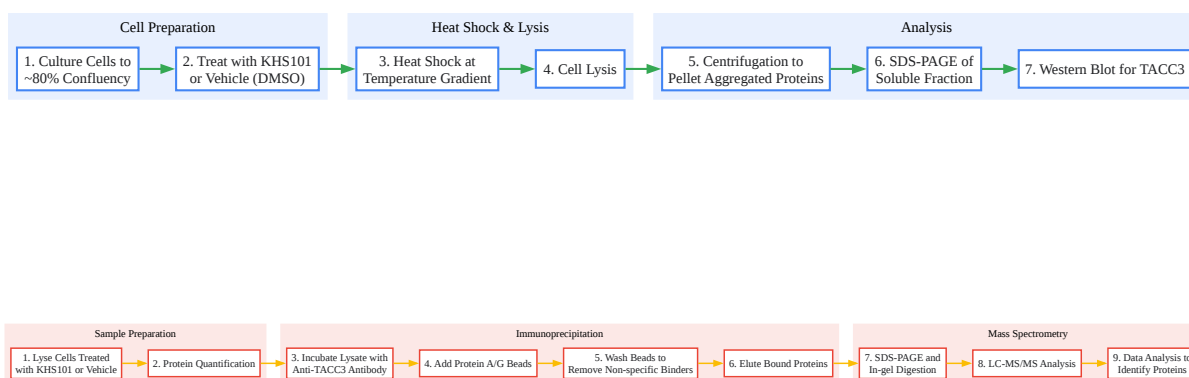 Cell Preparation
Heat Shock & Lysis
Analysis
1. Culture Cells to
~80% Confluency
2. Treat with KHS101
or Vehicle (DMSO)
3. Heat Shock at
Temperature Gradient
4. Cell Lysis
5. Centrifugation to
Pellet Aggregated Proteins
6. SDS-PAGE of
Soluble Fraction
7. Western Blot for TACC3
Sample Preparation
Immunoprecipitation
Mass Spectrometry
1. Lyse Cells Treated
with KHS101 or Vehicle
2. Protein Quantification
3. Incubate Lysate with
Anti-TACC3 Antibody
4. Add Protein A/G Beads
5. Wash Beads to
Remove Non-specific Binders
6. Elute Bound Proteins
7. SDS-PAGE and
In-gel Digestion
8. LC-MS/MS Analysis
9. Data Analysis to
Identify Proteins